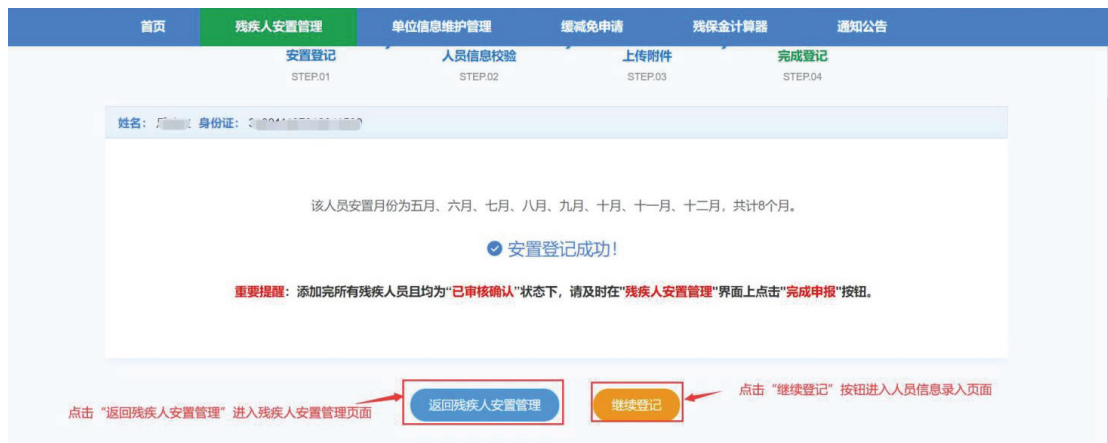 首页 残疾人安置管理 单位信息维护管理 缓减免申请 残保金计算器 通知公告
安置登记 人员信息校验 上传附件 完成登记
STEP.01 STEP.02 STEP.03 STEP.04
姓名: 身份证:
该人员安置月份为五月、六月、七月、八月、九月、十月、十一月、十二月，共计8个月。
安置登记成功!
重要提醒：添加完所有残疾人员且均为“已审核确认”状态下，请及时在"残疾人安置管理"界面上点击"完成申报"按钮。
点击“继续登记”按钮进入人员信息录入页面
返回残疾人安置管理 继续登记
点击“返回残疾人安置管理”进入残疾人安置管理页面